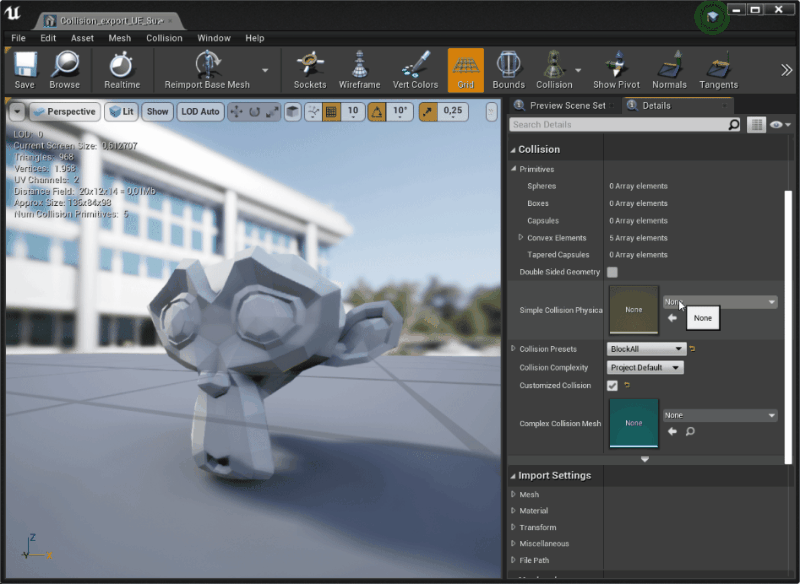 Collision_export_UE_Su
File Edit Asset Mesh Collision Window Help
Save Browse Realtime Reimport Base Mesh Sockets Wireframe Vert Colors Grid Bounds Collision Show Pivot Normals Tangents
Perspective Lit Show LOD Auto 10 10° 0,25
LOD: 0
Current Screen Size: 0,612707
Triangles: 968
Vertices: 1.968
UV Channels: 2
Distance Field: 20x12x14 = 0,01Mb
Approx Size: 136x84x98
Num Collision Primitives: 5
Z
Preview Scene Set Details
Search Details
Collision
Primitives
Spheres 0 Array elements
Boxes 0 Array elements
Capsules 0 Array elements
Convex Elements 5 Array elements
Tapered Capsules 0 Array elements
Double Sided Geometry
Simple Collision Physica None None
None
Collision Presets BlockAll
Collision Complexity Project Default
Customized Collision
Complex Collision Mesh None None
Import Settings
Mesh
Material
Transform
Miscellaneous
File Path